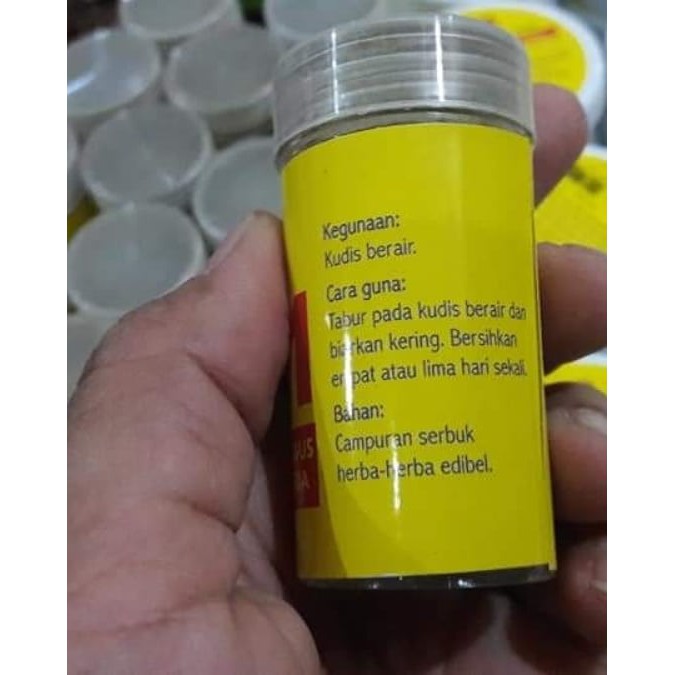 Kegunaan:
Kudis berair.
Cara guna:
Tabur pada kudis berair dan
biarkan kering. Bersihkan
empat atau lima hari sekali.
Bahan:
Campuran serbuk
herba-herba edibel.